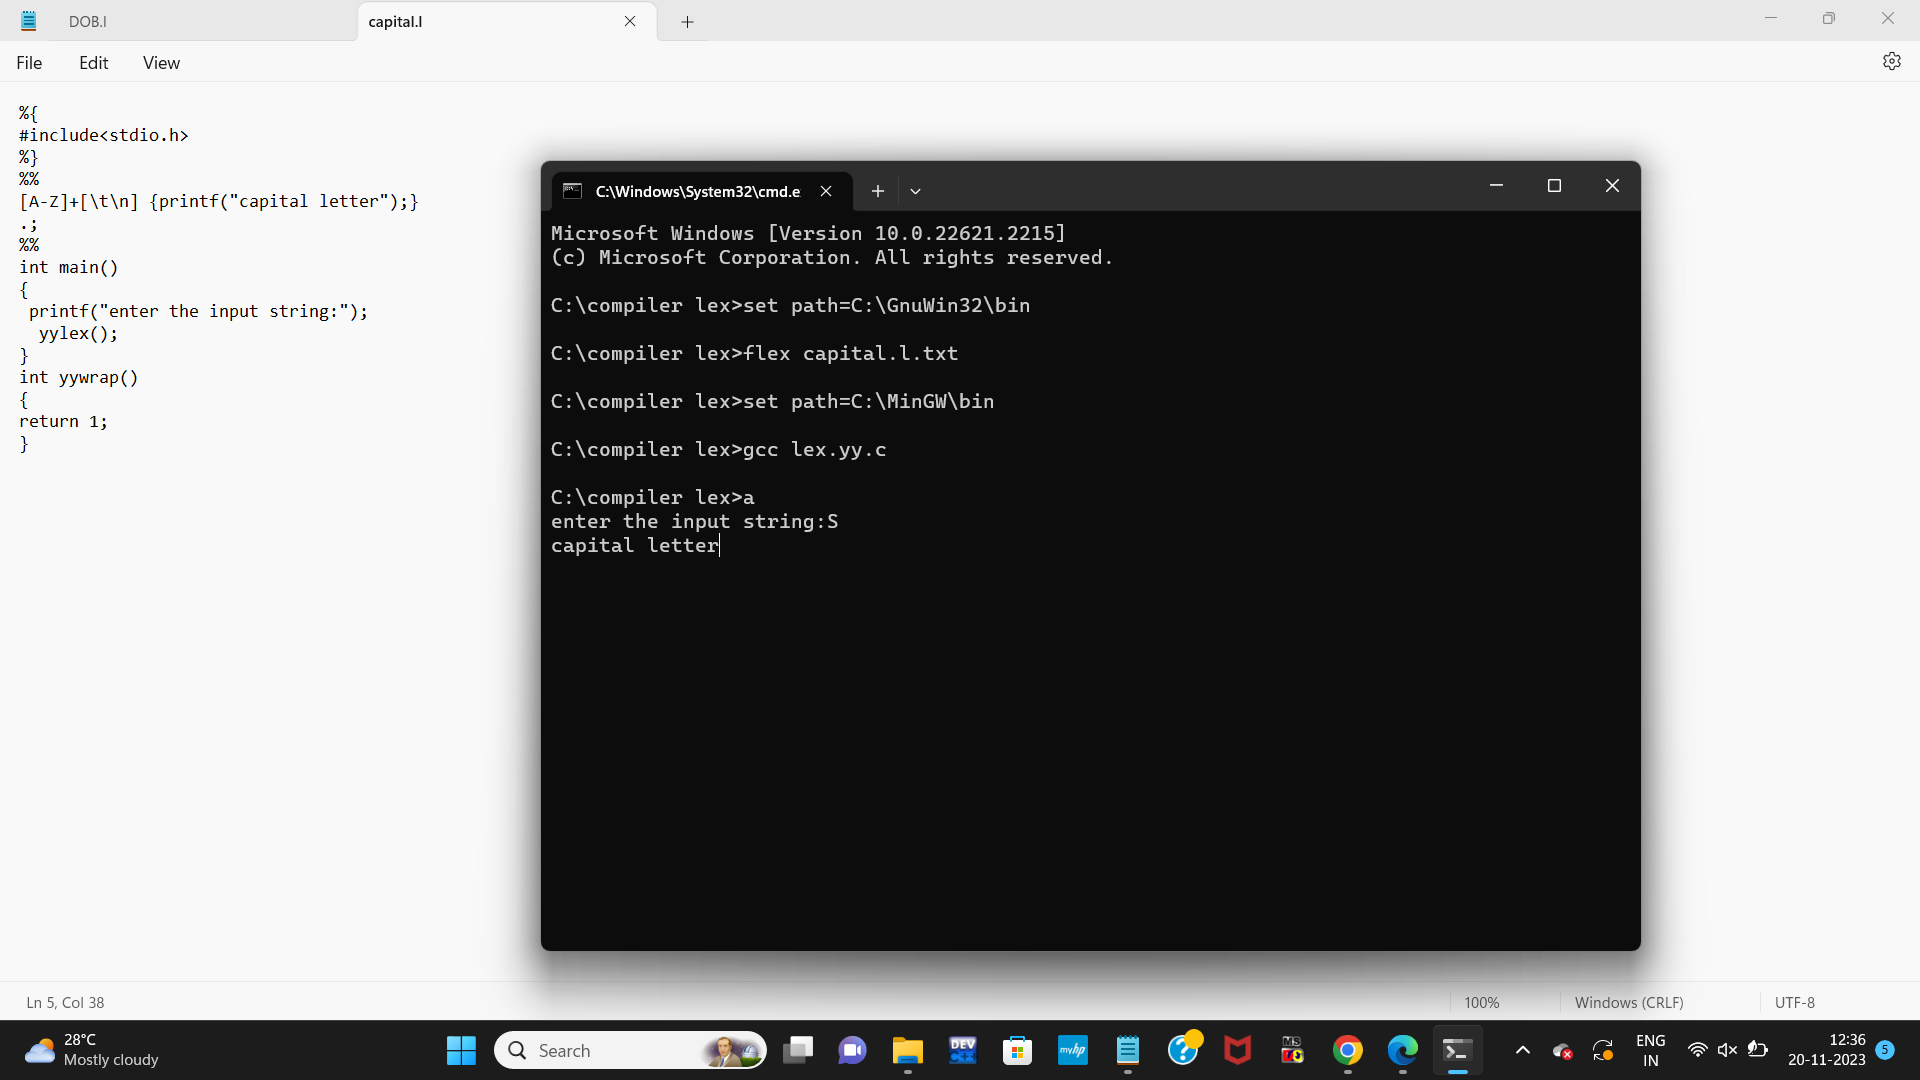 DOB.l
capital.l
File Edit View
%{
#include<stdio.h>
%}
%%
[A-Z]+[\t\n] {printf("capital letter");}
.;
%%
int main()
{
 printf("enter the input string:");
  yylex();
}
int yywrap()
{
return 1;
}
C:\Windows\System32\cmd.e
Microsoft Windows [Version 10.0.22621.2215]
(c) Microsoft Corporation. All rights reserved.
C:\compiler lex>set path=C:\GnuWin32\bin
C:\compiler lex>flex capital.l.txt
C:\compiler lex>set path=C:\MinGW\bin
C:\compiler lex>gcc lex.yy.c
C:\compiler lex>a
enter the input string:S
capital letter
Ln 5, Col 38
100%
Windows (CRLF)
UTF-8
28°C
Mostly cloudy
Search
DEV
C++
myhp
MS
ENG
IN
12:36
20-11-2023
5